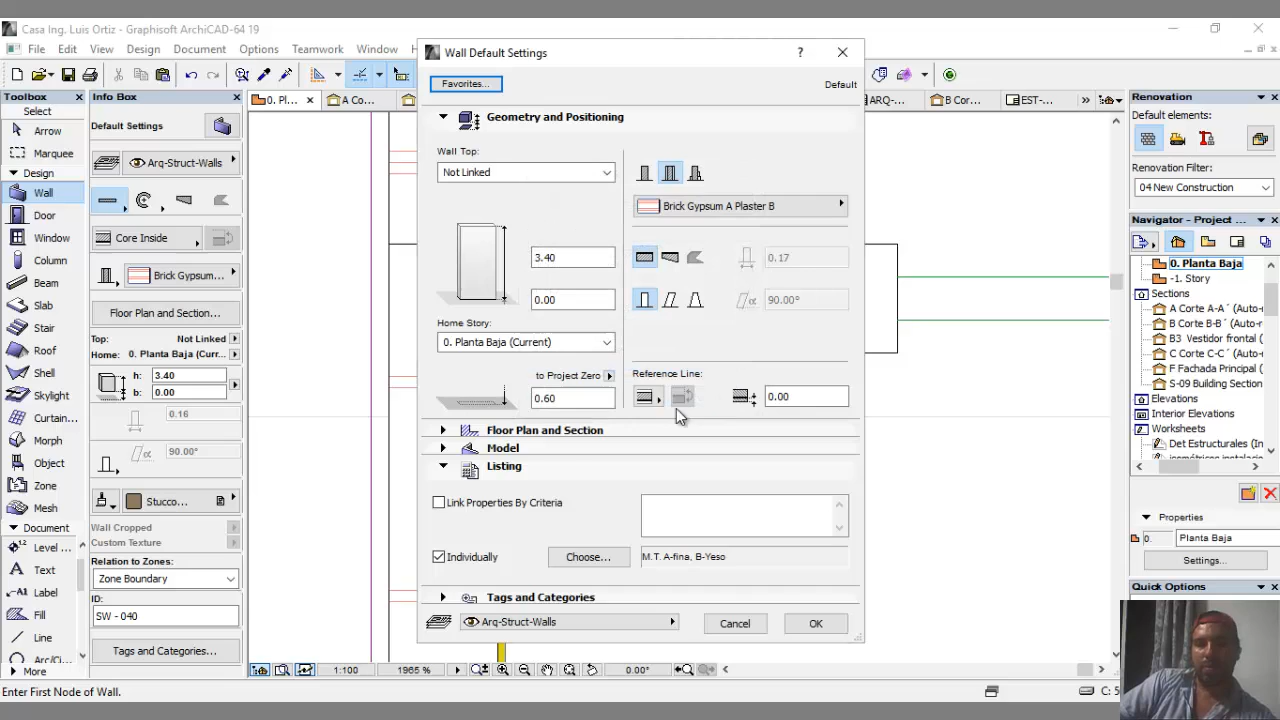 Casa Ing. Luis Ortiz - Graphisoft ArchiCAD-64 19
File Edit View Design Document Options Teamwork Window
Toolbox
Select
Arrow
Marquee
Design
Wall
Door
Window
Column
Beam
Slab
Stair
Roof
Shell
Skylight
Curtain...
Morph
Object
Zone
Mesh
Document
Level ...
Text
Label
Fill
Line
Arc/Ci
More
Info Box
Default Settings
Arq-Struct-Walls
Core Inside
Brick Gypsum...
Floor Plan and Section...
Top: Not Linked
Home: 0. Planta Baja (Curr...
h: 3.40
b: 0.00
0.16
90.00°
Stucco...
Wall Cropped
Custom Texture
Relation to Zones:
Zone Boundary
ID:
SW - 040
Tags and Categories...
0. Pl...
A Co...
ARQ-...
B Cor...
EST-...
Wall Default Settings
?
Favorites...
Default
Geometry and Positioning
Wall Top:
Not Linked
3.40
0.00
Home Story:
0. Planta Baja (Current)
to Project Zero
0.60
Brick Gypsum A Plaster B
0.17
90.00°
Reference Line:
0.00
Floor Plan and Section
Model
Listing
Link Properties By Criteria
Individually
Choose...
M.T. A-fina, B-Yeso
Tags and Categories
Arq-Struct-Walls
Cancel
OK
Renovation
Default elements:
Renovation Filter:
04 New Construction
Navigator - Project ...
0. Planta Baja
-1. Story
Sections
A Corte A-A´ (Auto-r
B Corte B-B´ (Auto-r
B3 Vestidor frontal (
C Corte C-C´ (Auto-r
F Fachada Principal (
S-09 Building Section
Elevations
Interior Elevations
Worksheets
Det Estructurales (Ir
Properties
0. Planta Baja
Settings...
Quick Options
1:100
1965 %
0.00°
Enter First Node of Wall.
C: 5